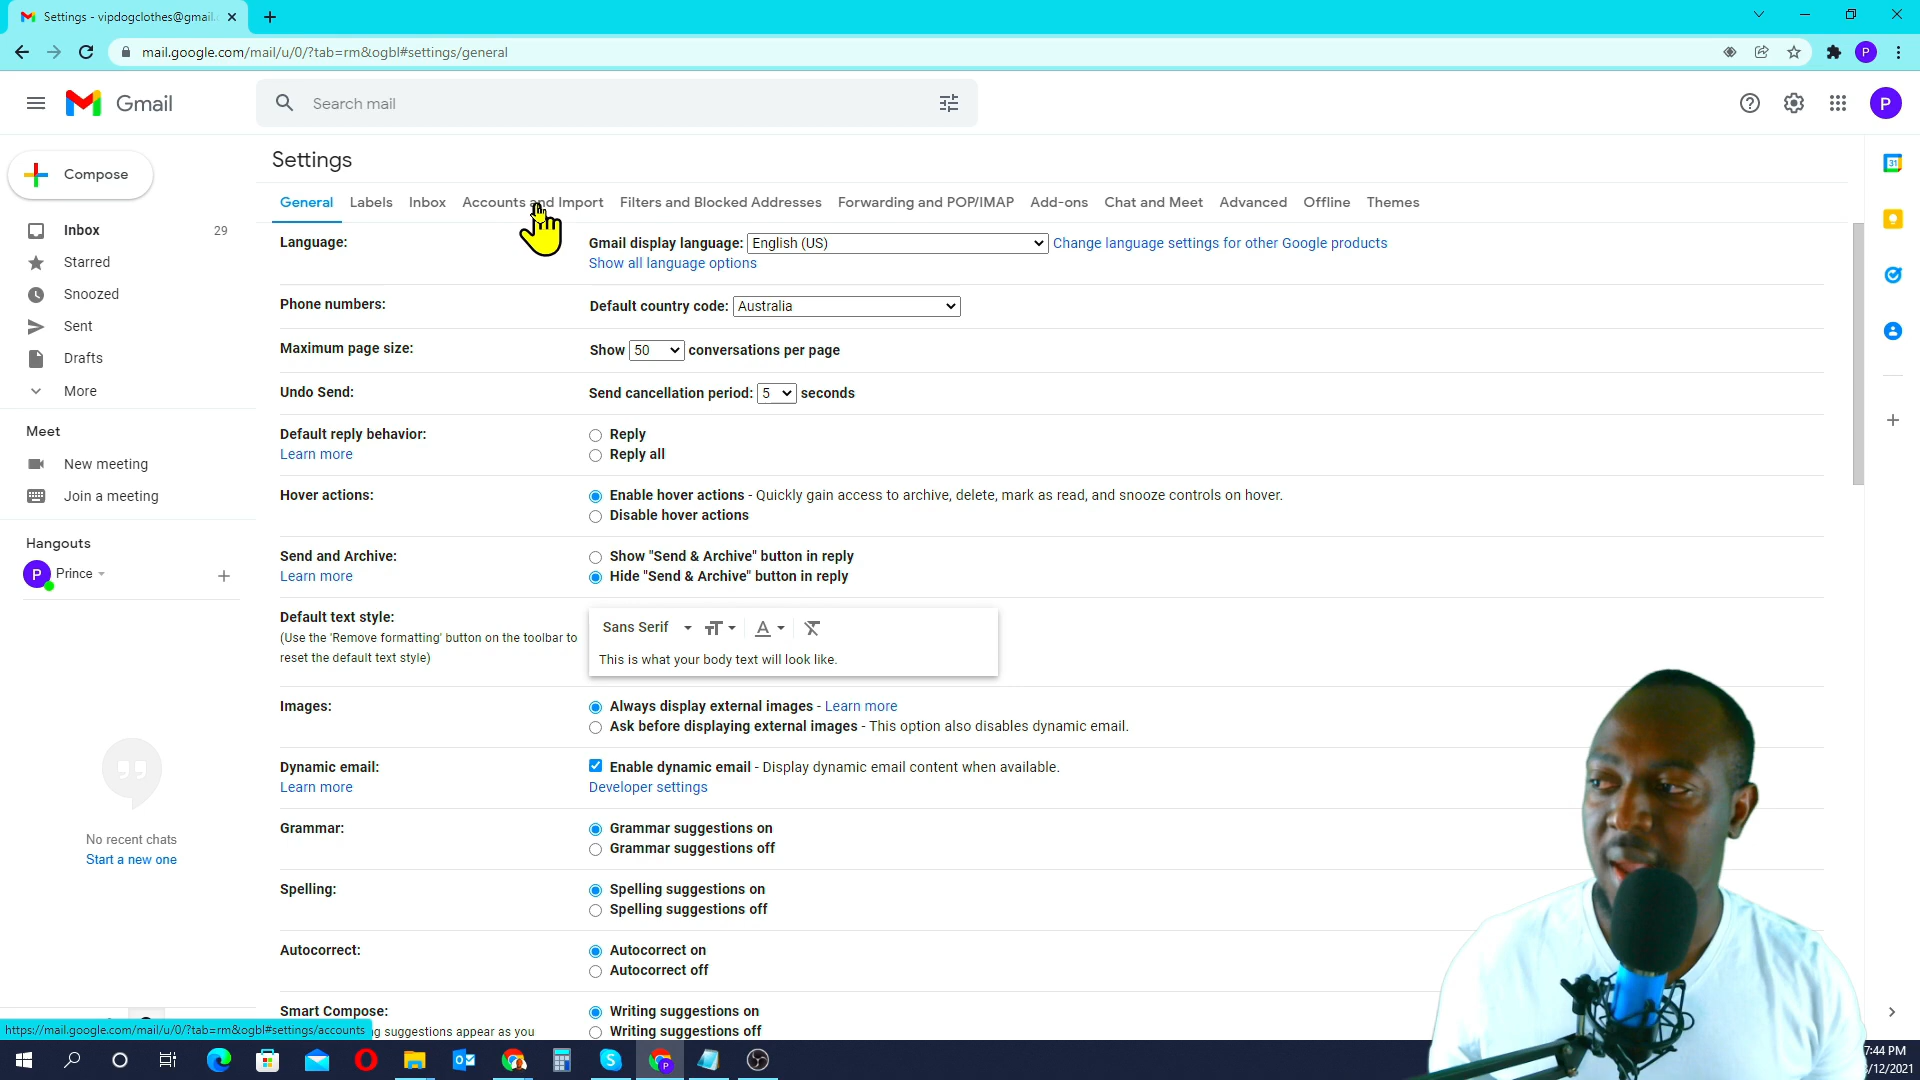 Settings - vipdogclothes@gmail.
mail.google.com/mail/u/0/?tab=rm&ogbl#settings/general
P
Gmail
Search mail
P
Compose
Inbox 29
Starred
Snoozed
Sent
Drafts
More
Meet
New meeting
Join a meeting
Hangouts
P Prince
No recent chats
Start a new one
Settings
General Labels Inbox Accounts and Import Filters and Blocked Addresses Forwarding and POP/IMAP Add-ons Chat and Meet Advanced Offline Themes
Language: Gmail display language: English (US) Change language settings for other Google products
Show all language options
Phone numbers: Default country code: Australia
Maximum page size: Show 50 conversations per page
Undo Send: Send cancellation period: 5 seconds
Default reply behavior: Reply
Learn more Reply all
Hover actions: Enable hover actions - Quickly gain access to archive, delete, mark as read, and snooze controls on hover.
Disable hover actions
Send and Archive: Show "Send & Archive" button in reply
Learn more Hide "Send & Archive" button in reply
Default text style: Sans Serif
(Use the 'Remove formatting' button on the toolbar to
reset the default text style) This is what your body text will look like.
Images: Always display external images - Learn more
Ask before displaying external images - This option also disables dynamic email.
Dynamic email: Enable dynamic email - Display dynamic email content when available.
Learn more Developer settings
Grammar: Grammar suggestions on
Grammar suggestions off
Spelling: Spelling suggestions on
Spelling suggestions off
Autocorrect: Autocorrect on
Autocorrect off
Smart Compose: Writing suggestions on
suggestions appear as you Writing suggestions off
https://mail.google.com/mail/u/0/?tab=rm&ogbl#settings/accounts
31
7:44 PM
/12/2021